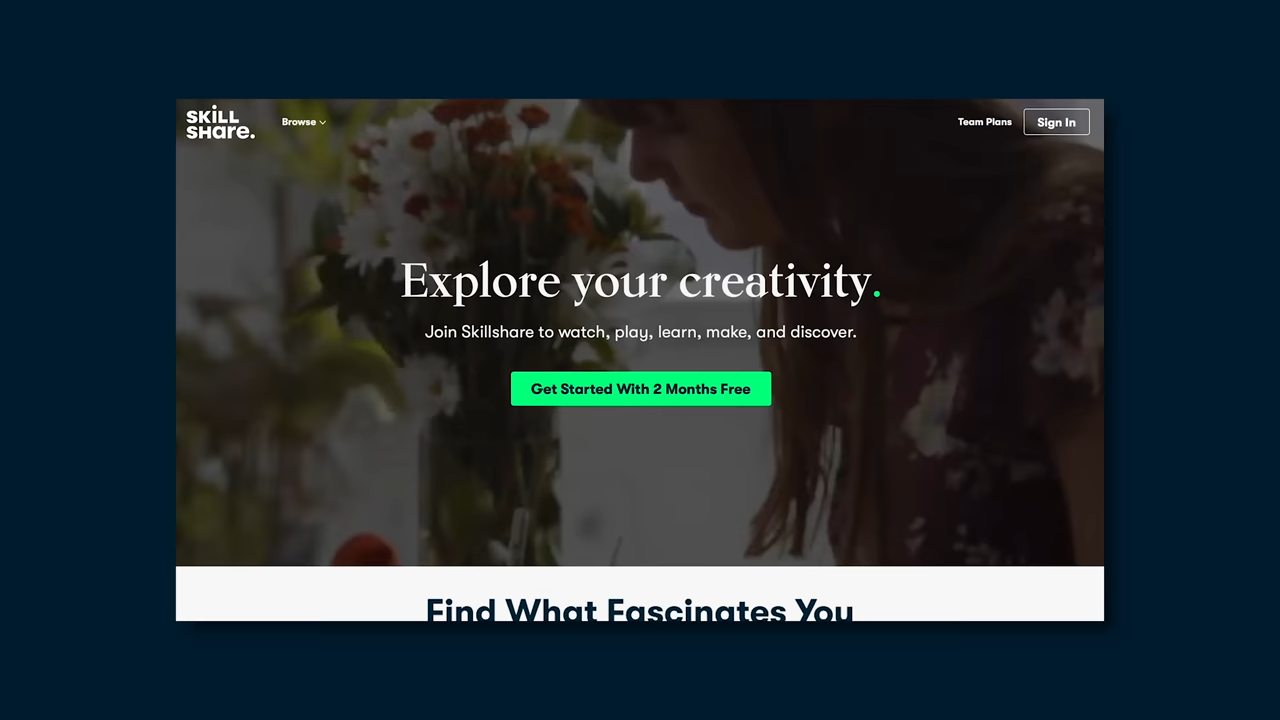 SKILL
SHare.
Browse
Team Plans
Sign In
Explore your creativity.
Join Skillshare to watch, play, learn, make, and discover.
Get Started With 2 Months Free
Find What Fascinates You